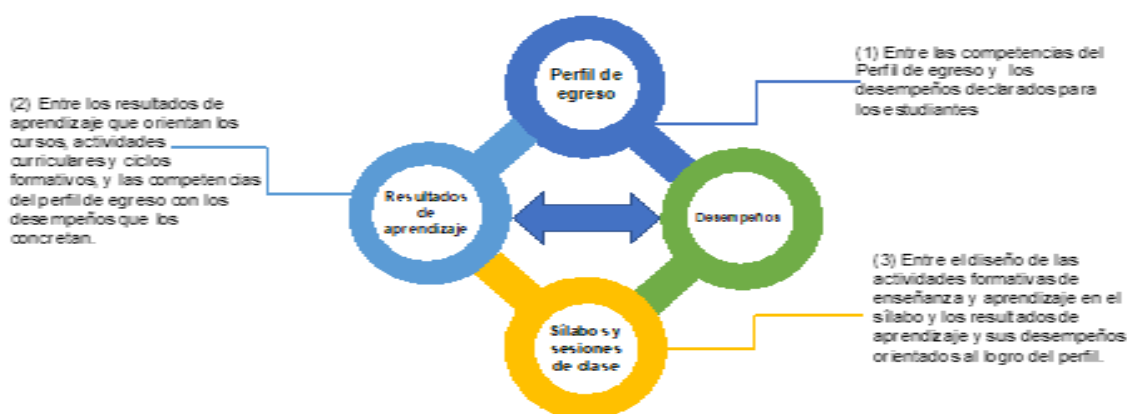 Perfil de
egreso
(1) Entre las competencias del
Perfil de egreso y los
desempeños declarados para
los estudiantes
(2) Entre los resultados de
aprendizaje que orientan los
cursos, actividades
curriculares y ciclos
formativos, y las competencias
del perfil de egreso con los
desempeños que los
concretan.
Resultados
de
aprendizaje
Desempeños
(3) Entre el diseño de las
actividades formativas de
enseñanza y aprendizaje en el
sílabo y los resultados de
aprendizaje y sus desempeños
orientados al logro del perfil.
Sílabos y
sesiones
de clase